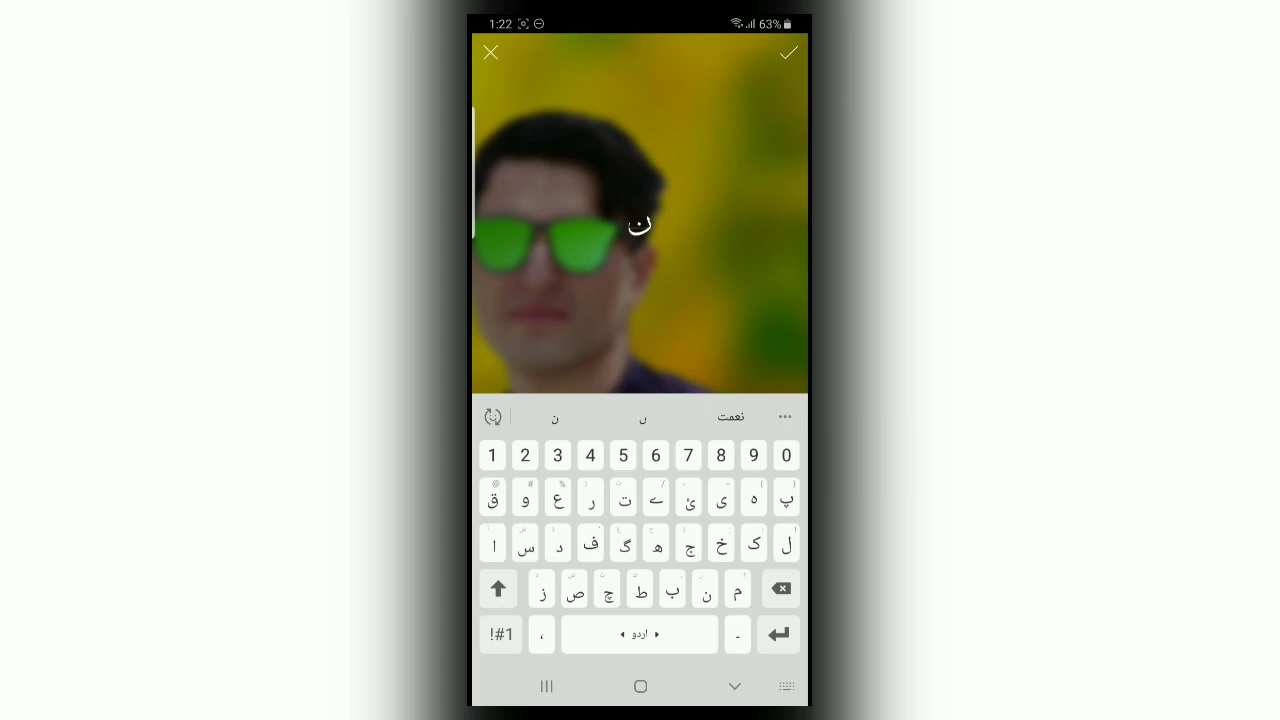 1:22 63%
ن
ن ں نعمت
1 2 3 4 5 6 7 8 9 0
ق و ع ر ت ے ئ ی ہ پ
ا س د ف گ ھ ج خ ک ل
ز ص چ ط ب ن م
!#1 ، اردو ۔